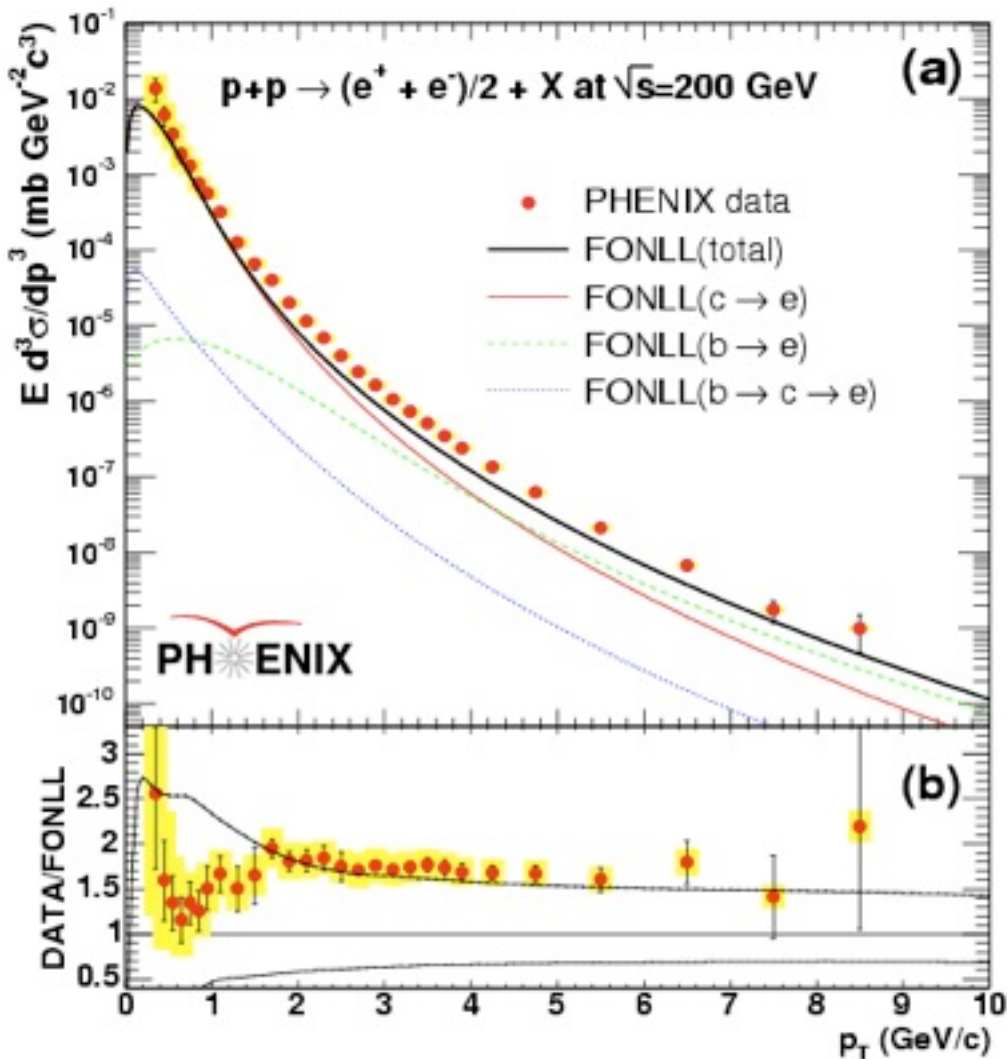 10⁻¹
(a)
p+p → (e⁺ + e⁻)/2 + X at √s=200 GeV
10⁻²
10⁻³
PHENIX data
10⁻⁴
FONLL(total)
FONLL(c → e)
10⁻⁵
FONLL(b → e)
10⁻⁶
FONLL(b → c → e)
10⁻⁷
10⁻⁸
10⁻⁹
PHENIX
10⁻¹⁰
E d³σ/dp³ (mb GeV⁻²c³)
3
(b)
2.5
2
1.5
1
0.5
DATA/FONLL
0 1 2 3 4 5 6 7 8 9 10
p_T (GeV/c)